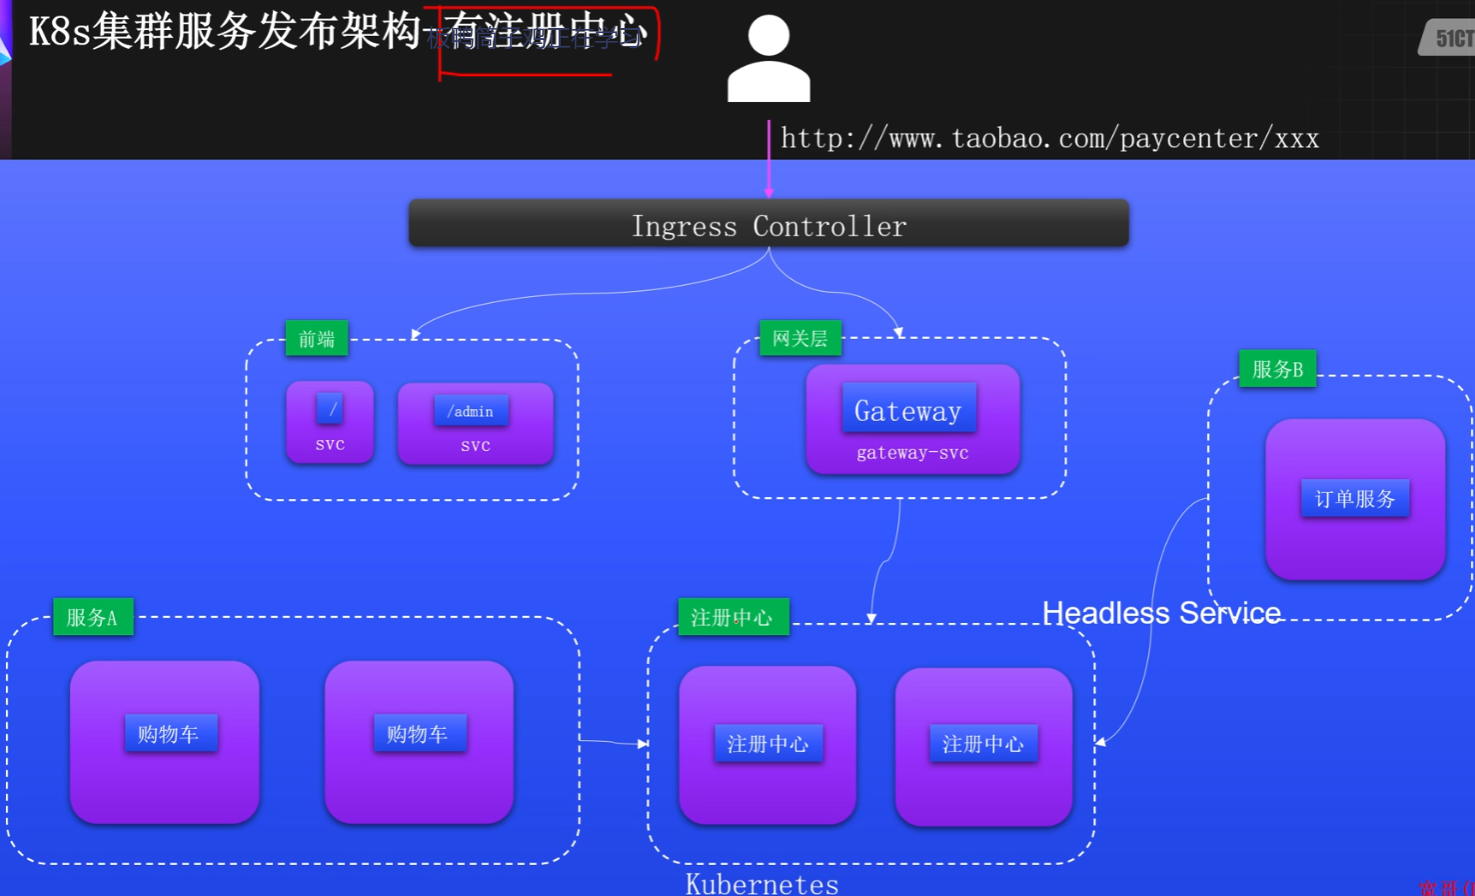 K8s集群服务发布架构-有注册中心
51CT
http://www.taobao.com/paycenter/xxx
Ingress Controller
前端
网关层
服务B
/
svc
/admin
svc
Gateway
gateway-svc
订单服务
服务A
注册中心
Headless Service
购物车
购物车
注册中心
注册中心
Kubernetes